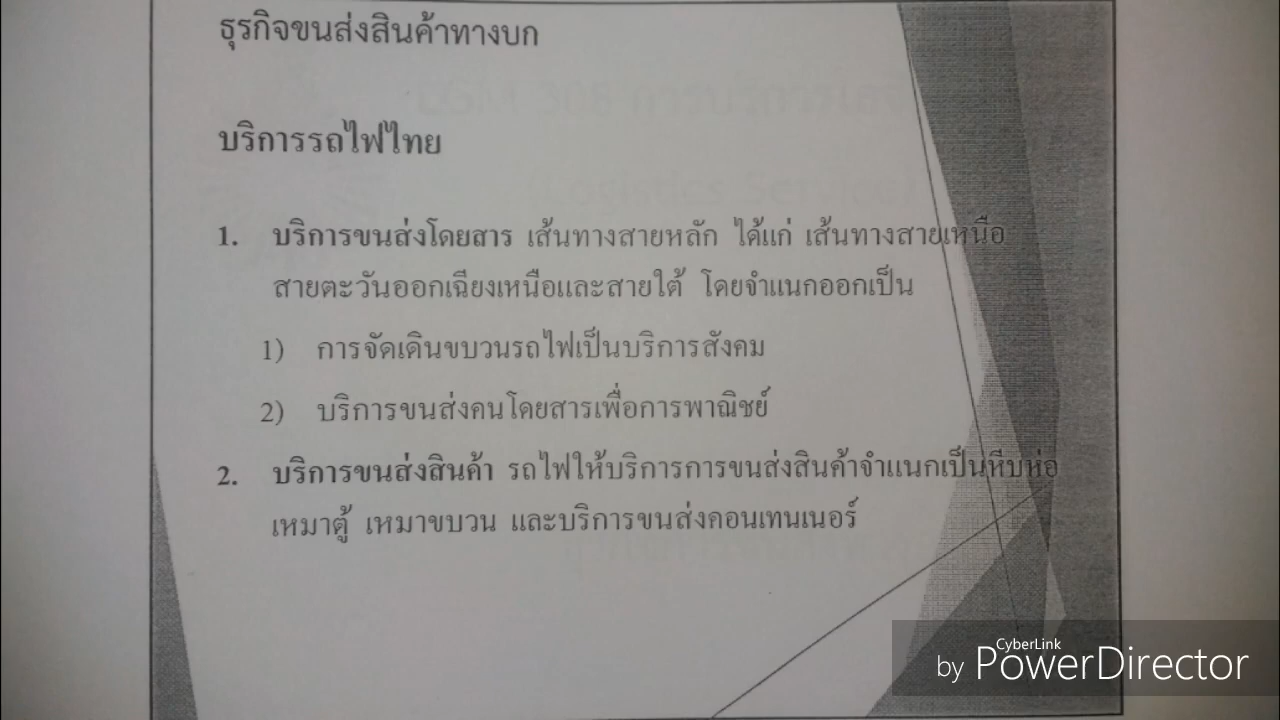 ธุรกิจขนส่งสินค้าทางบก
บริการรถไฟไทย
1. บริการขนส่งโดยสาร เส้นทางสายหลัก ได้แก่ เส้นทางสายเหนือ
สายตะวันออกเฉียงเหนือและสายใต้ โดยจำแนกออกเป็น
1) การจัดเดินขบวนรถไฟเป็นบริการสังคม
2) บริการขนส่งคนโดยสารเพื่อการพาณิชย์
2. บริการขนส่งสินค้า รถไฟให้บริการการขนส่งสินค้าจำแนกเป็นหีบห่อ
เหมาตู้ เหมาขบวน และบริการขนส่งคอนเทนเนอร์
CyberLink
by PowerDirector